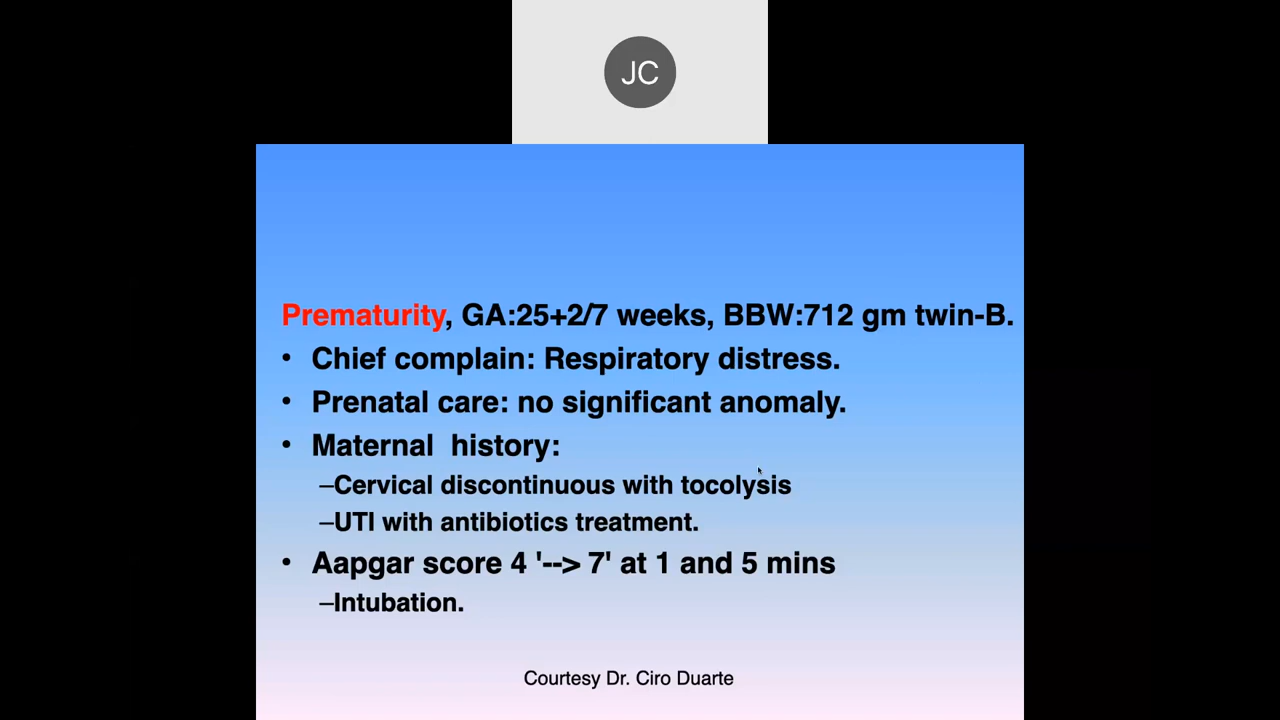 JC
Prematurity, GA:25+2/7 weeks, BBW:712 gm twin-B.
• Chief complain: Respiratory distress.
• Prenatal care: no significant anomaly.
• Maternal  history:
–Cervical discontinuous with tocolysis
–UTI with antibiotics treatment.
• Aapgar score 4 '--> 7' at 1 and 5 mins
–Intubation.
Courtesy Dr. Ciro Duarte